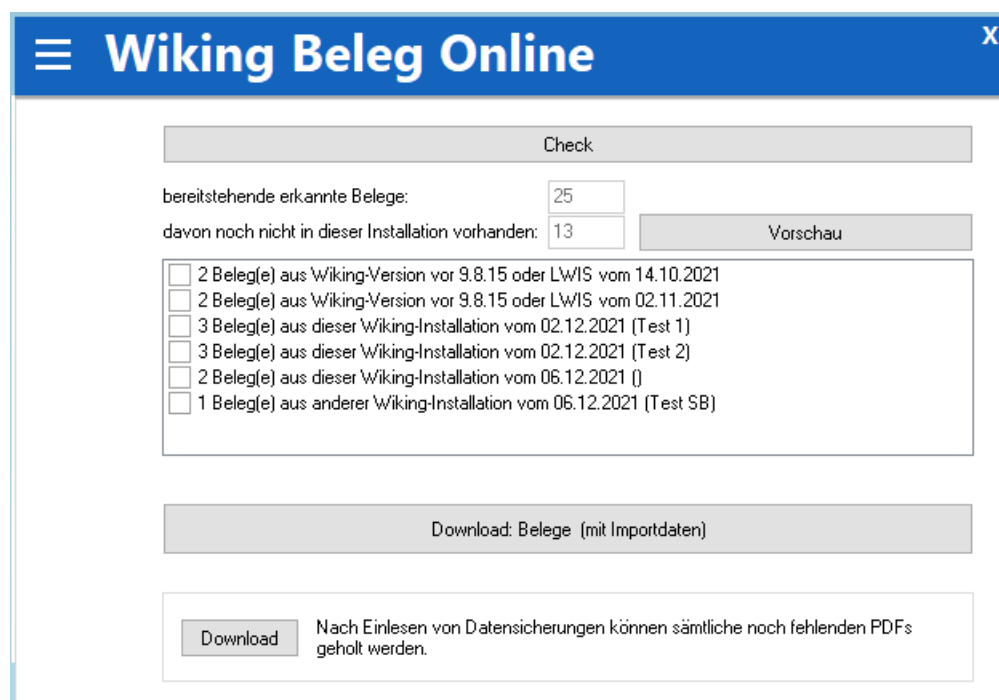 Wiking Beleg Online
X
Check
bereitstehende erkannte Belege: 25
davon noch nicht in dieser Installation vorhanden: 13 Vorschau
2 Beleg(e) aus Wiking-Version vor 9.8.15 oder LWIS vom 14.10.2021
2 Beleg(e) aus Wiking-Version vor 9.8.15 oder LWIS vom 02.11.2021
3 Beleg(e) aus dieser Wiking-Installation vom 02.12.2021 (Test 1)
3 Beleg(e) aus dieser Wiking-Installation vom 02.12.2021 (Test 2)
2 Beleg(e) aus dieser Wiking-Installation vom 06.12.2021 ()
1 Beleg(e) aus anderer Wiking-Installation vom 06.12.2021 (Test SB)
Download: Belege (mit Importdaten)
Download
Nach Einlesen von Datensicherungen können sämtliche noch fehlenden PDFs
geholt werden.